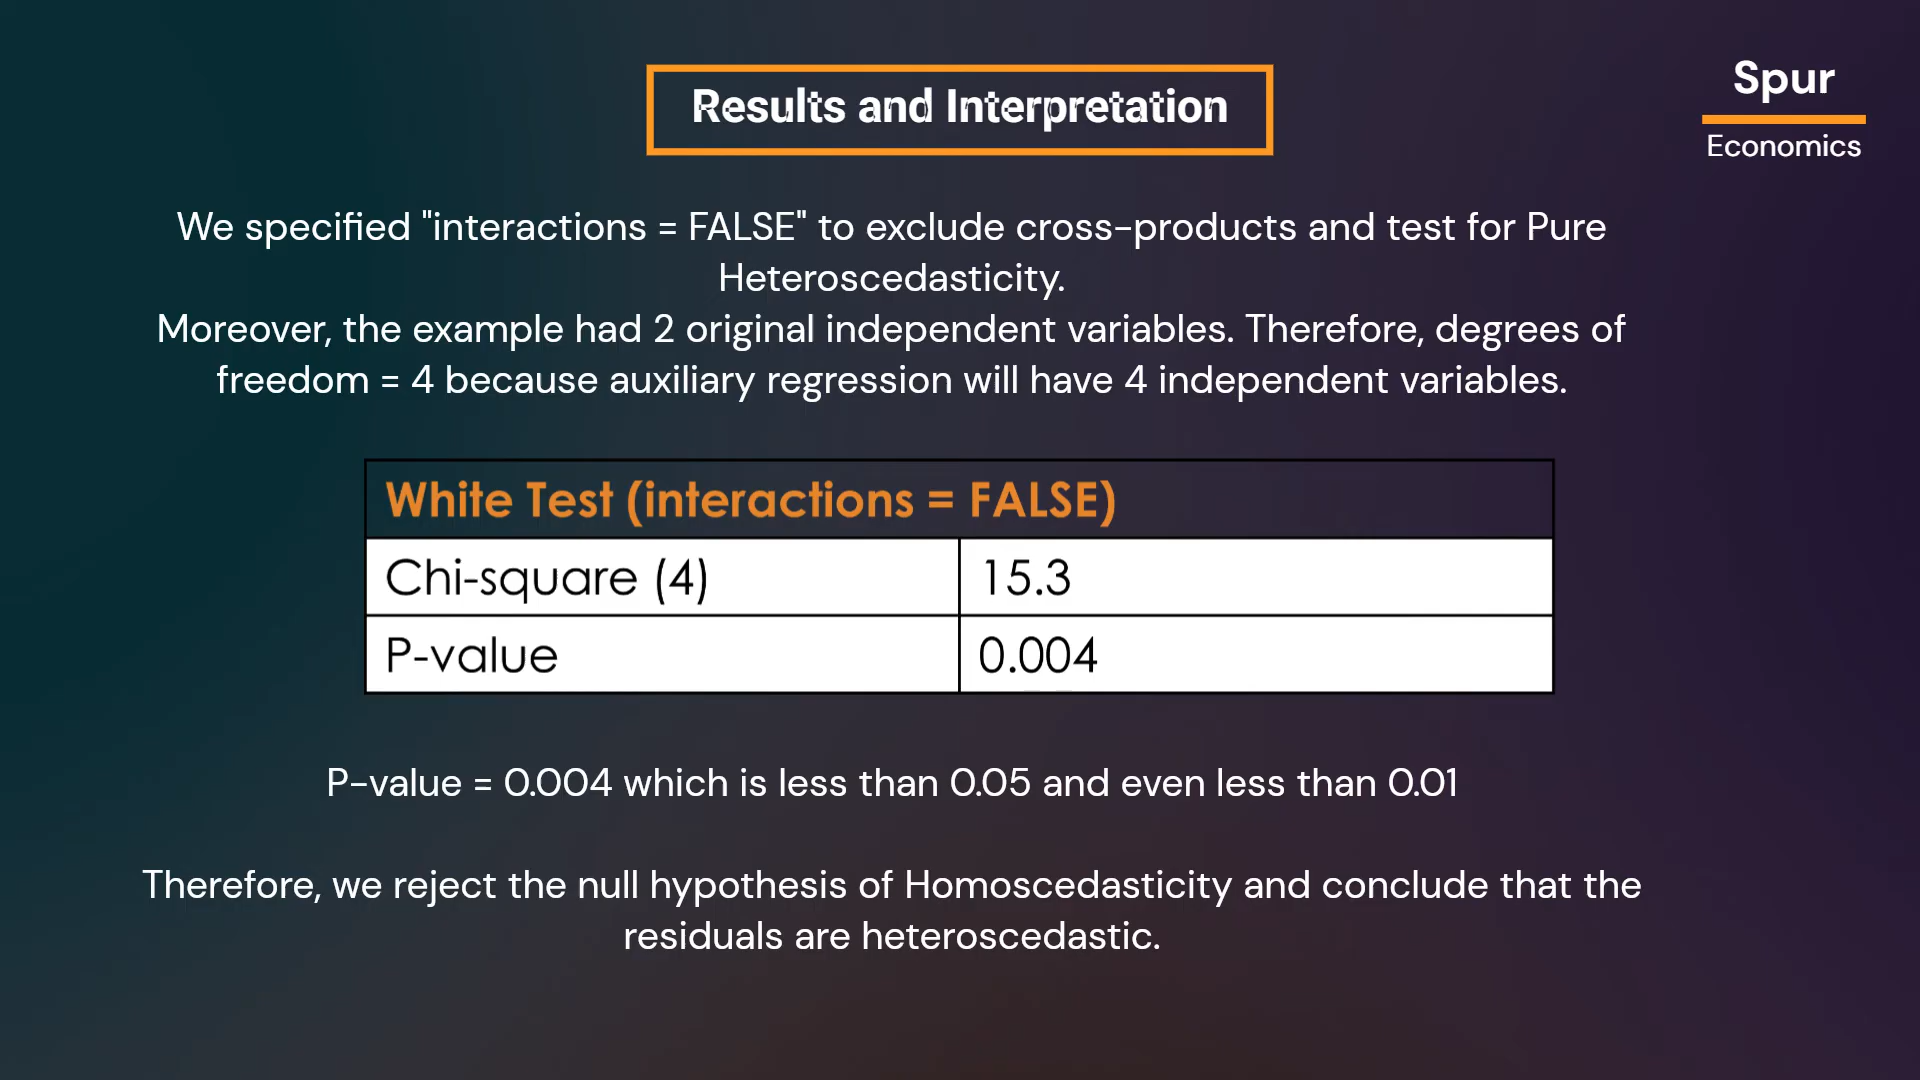 Results and Interpretation
Spur
Economics
We specified "interactions = FALSE" to exclude cross-products and test for Pure
Heteroscedasticity.
Moreover, the example had 2 original independent variables. Therefore, degrees of
freedom = 4 because auxiliary regression will have 4 independent variables.
White Test (interactions = FALSE)
Chi-square (4) 15.3
P-value 0.004
P-value = 0.004 which is less than 0.05 and even less than 0.01
Therefore, we reject the null hypothesis of Homoscedasticity and conclude that the
residuals are heteroscedastic.